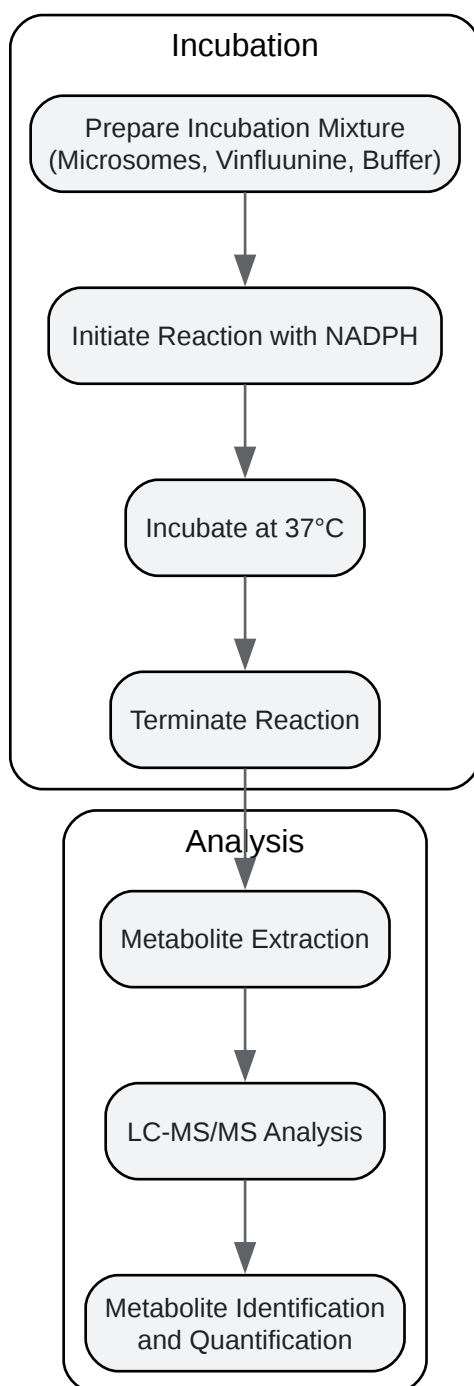 Incubation
Prepare Incubation Mixture
(Microsomes, Vinfluunine, Buffer)
Initiate Reaction with NADPH
Incubate at 37°C
Terminate Reaction
Analysis
Metabolite Extraction
LC-MS/MS Analysis
Metabolite Identification
and Quantification